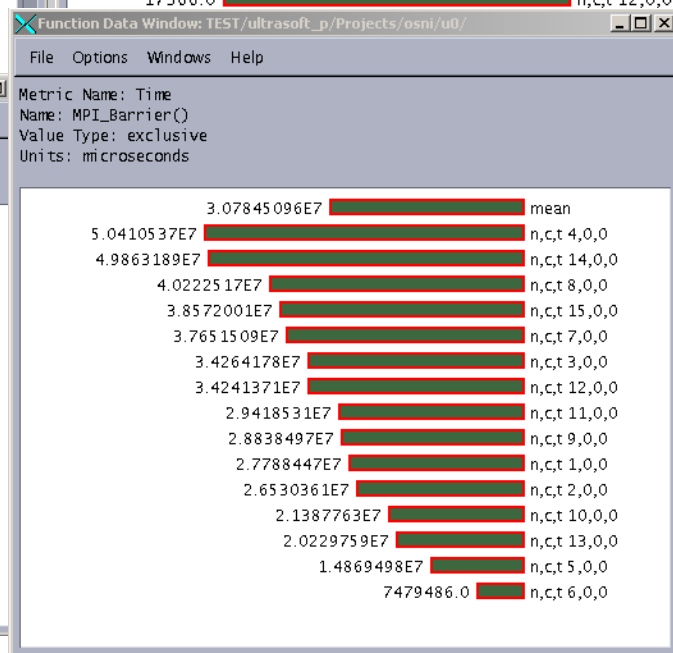 17566.0 n,c,t 12,0,0
Function Data Window: TEST/ultrasoft_p/Projects/osni/u0/
File Options Windows Help
Metric Name: Time
Name: MPI_Barrier()
Value Type: exclusive
Units: microseconds
3.07845096E7 mean
5.0410537E7 n,c,t 4,0,0
4.9863189E7 n,c,t 14,0,0
4.0222517E7 n,c,t 8,0,0
3.8572001E7 n,c,t 15,0,0
3.7651509E7 n,c,t 7,0,0
3.4264178E7 n,c,t 3,0,0
3.4241371E7 n,c,t 12,0,0
2.9418531E7 n,c,t 11,0,0
2.8838497E7 n,c,t 9,0,0
2.7788447E7 n,c,t 1,0,0
2.6530361E7 n,c,t 2,0,0
2.1387763E7 n,c,t 10,0,0
2.0229759E7 n,c,t 13,0,0
1.4869498E7 n,c,t 5,0,0
7479486.0 n,c,t 6,0,0